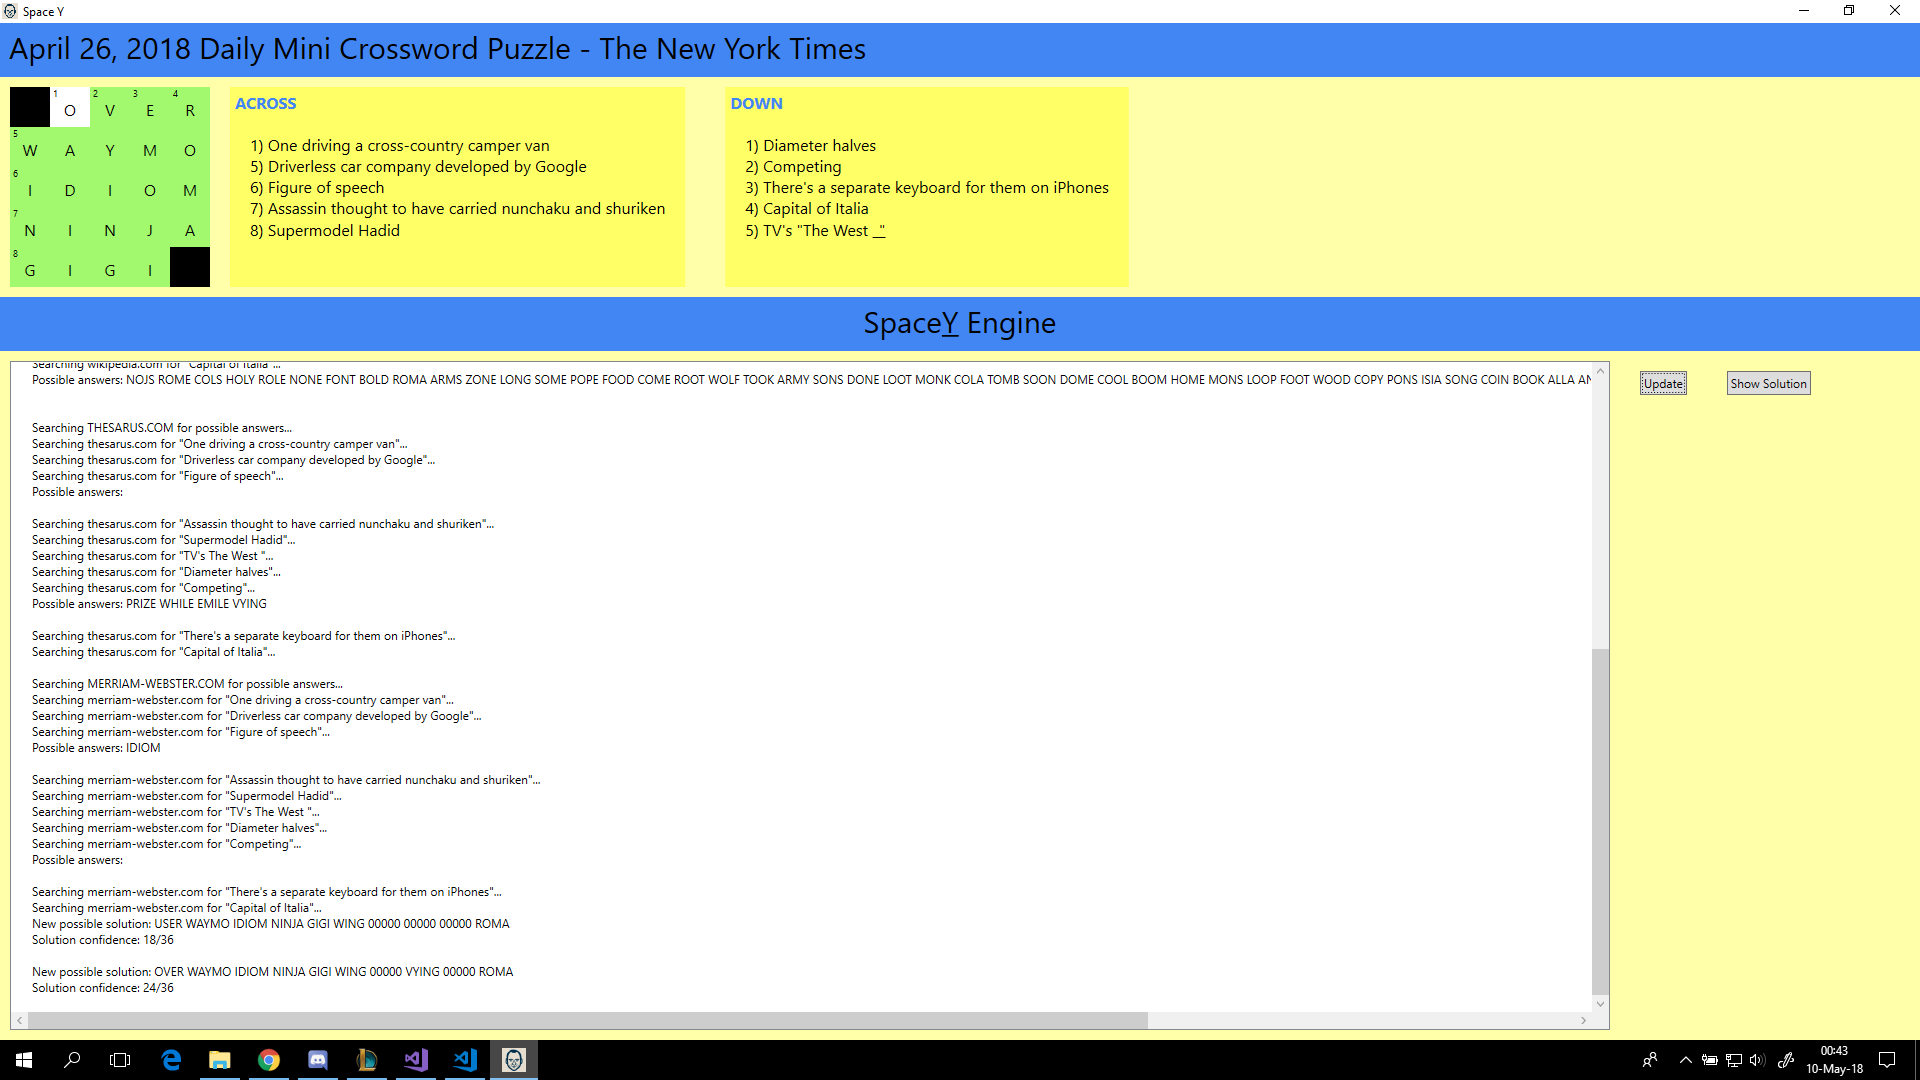 Space Y
April 26, 2018 Daily Mini Crossword Puzzle - The New York Times
1 O 2 V 3 E 4 R
5 W A Y M O
6 I D I O M
7 N I N J A
8 G I G I
ACROSS
1) One driving a cross-country camper van
5) Driverless car company developed by Google
6) Figure of speech
7) Assassin thought to have carried nunchaku and shuriken
8) Supermodel Hadid
DOWN
1) Diameter halves
2) Competing
3) There's a separate keyboard for them on iPhones
4) Capital of Italia
5) TV's "The West _"
SpaceY Engine
Searching wikipedia.com for "Capital of Italia"...
Possible answers: NOJS ROME COLS HOLY ROLE NONE FONT BOLD ROMA ARMS ZONE LONG SOME POPE FOOD COME ROOT WOLF TOOK ARMY SONS DONE LOOT MONK COLA TOMB SOON DOME COOL BOOM HOME MONS LOOP FOOT WOOD COPY PONS ISIA SONG COIN BOOK ALLA AN
Searching THESARUS.COM for possible answers...
Searching thesarus.com for "One driving a cross-country camper van"...
Searching thesarus.com for "Driverless car company developed by Google"...
Searching thesarus.com for "Figure of speech"...
Possible answers:
Searching thesarus.com for "Assassin thought to have carried nunchaku and shuriken"...
Searching thesarus.com for "Supermodel Hadid"...
Searching thesarus.com for "TV's The West "...
Searching thesarus.com for "Diameter halves"...
Searching thesarus.com for "Competing"...
Possible answers: PRIZE WHILE EMILE VYING
Searching thesarus.com for "There's a separate keyboard for them on iPhones"...
Searching thesarus.com for "Capital of Italia"...
Searching MERRIAM-WEBSTER.COM for possible answers...
Searching merriam-webster.com for "One driving a cross-country camper van"...
Searching merriam-webster.com for "Driverless car company developed by Google"...
Searching merriam-webster.com for "Figure of speech"...
Possible answers: IDIOM
Searching merriam-webster.com for "Assassin thought to have carried nunchaku and shuriken"...
Searching merriam-webster.com for "Supermodel Hadid"...
Searching merriam-webster.com for "TV's The West "...
Searching merriam-webster.com for "Diameter halves"...
Searching merriam-webster.com for "Competing"...
Possible answers:
Searching merriam-webster.com for "There's a separate keyboard for them on iPhones"...
Searching merriam-webster.com for "Capital of Italia"...
New possible solution: USER WAYMO IDIOM NINJA GIGI WING 00000 00000 00000 ROMA
Solution confidence: 18/36
New possible solution: OVER WAYMO IDIOM NINJA GIGI WING 00000 VYING 00000 ROMA
Solution confidence: 24/36
Update
Show Solution
00:43
10-May-18